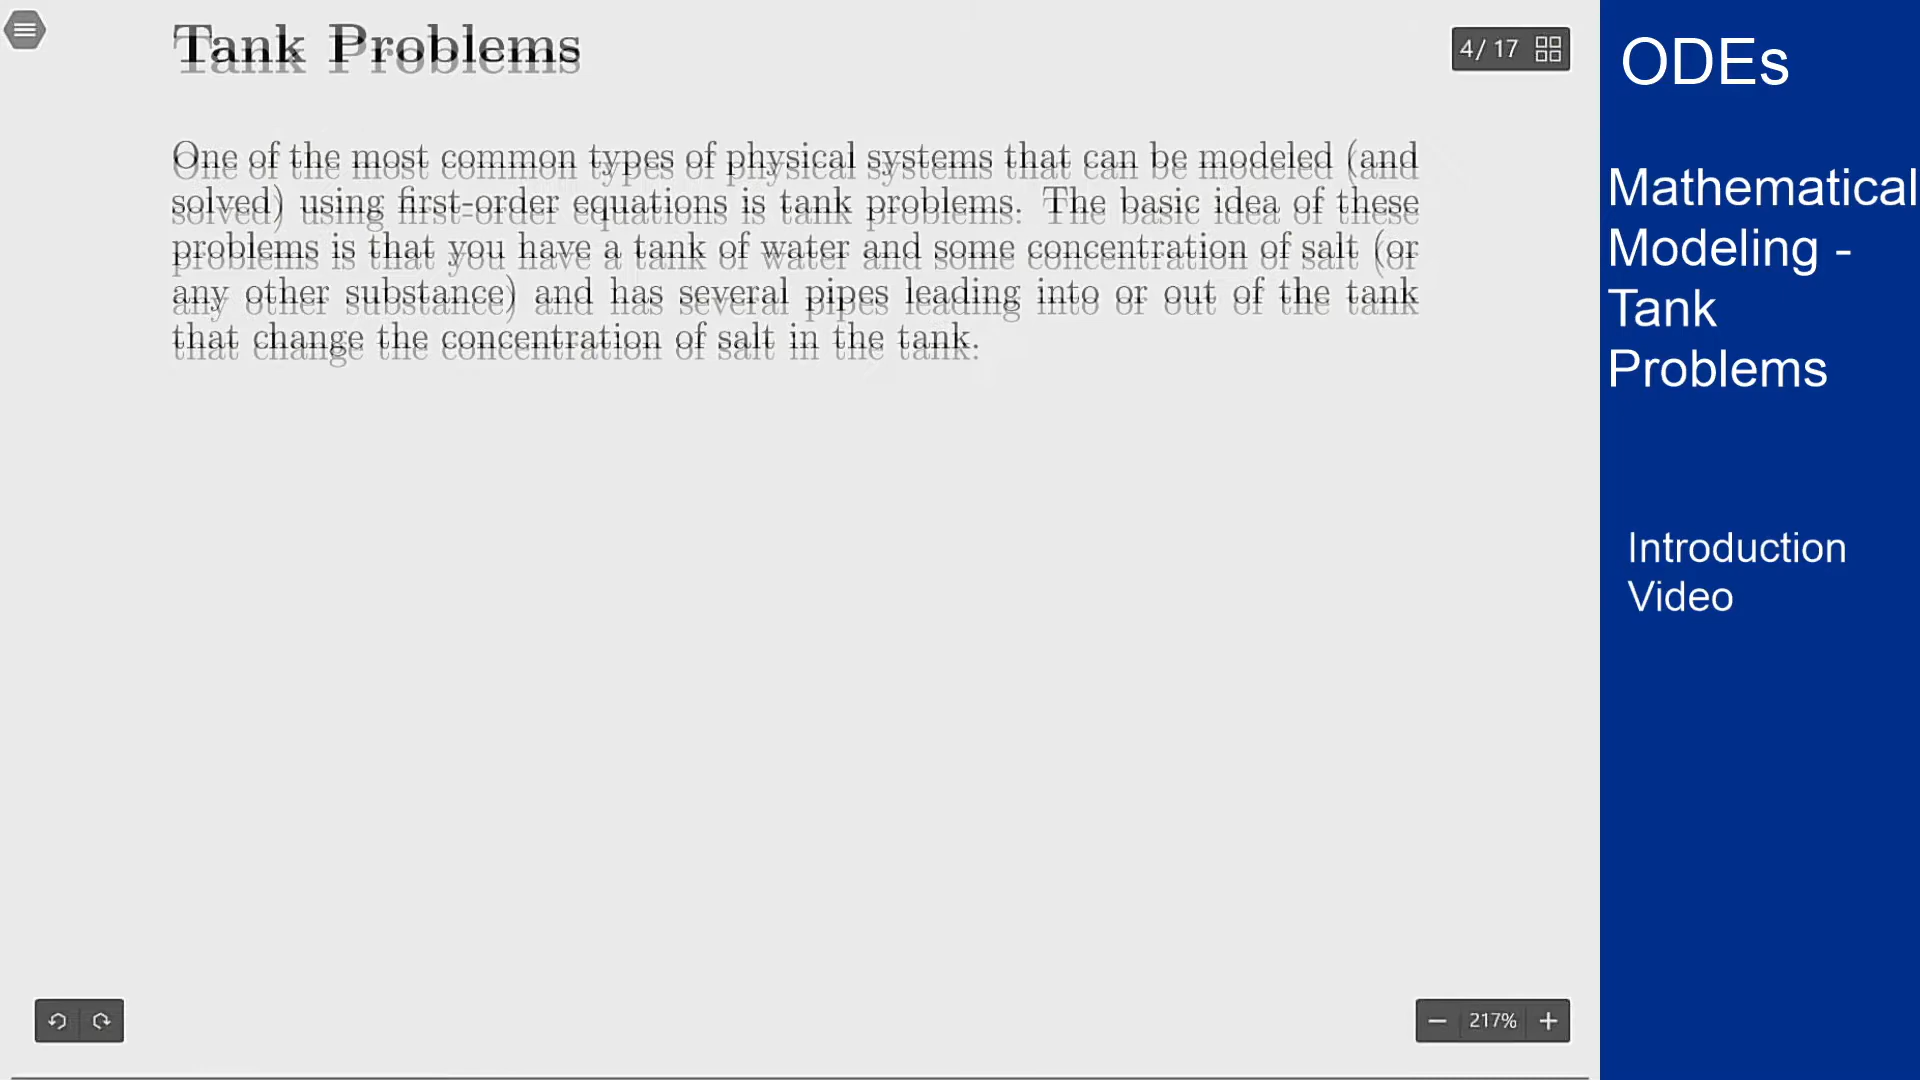 Tank Problems
4/ 17
One of the most common types of physical systems that can be modeled (and
solved) using first-order equations is tank problems. The basic idea of these
problems is that you have a tank of water and some concentration of salt (or
any other substance) and has several pipes leading into or out of the tank
that change the concentration of salt in the tank.
217%
ODEs
Mathematical
Modeling -
Tank
Problems
Introduction
Video